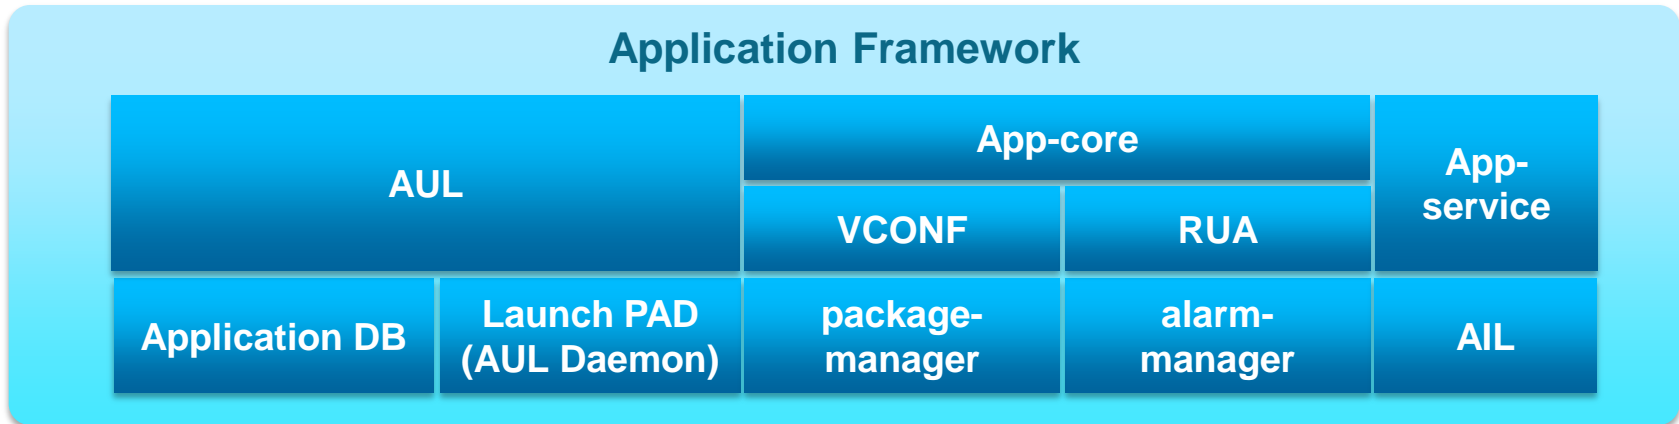 Application Framework
AUL
App-core
App-
service
VCONF
RUA
Application DB
Launch PAD
(AUL Daemon)
package-
manager
alarm-
manager
AIL